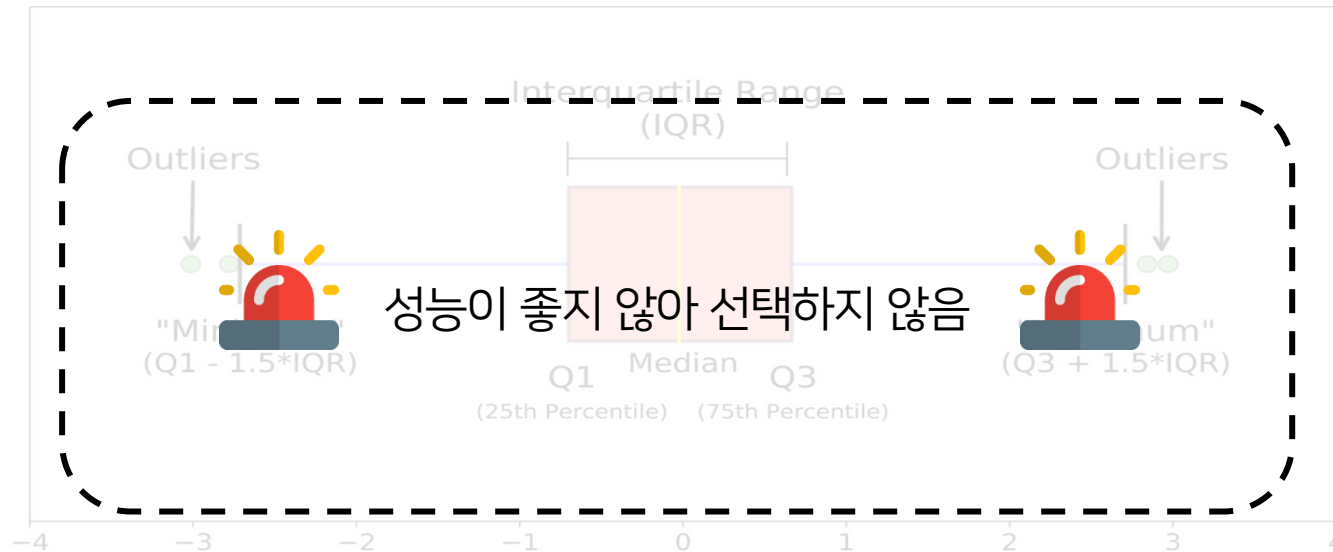 Interquartile Range
(IQR)
Outliers
Outliers
성능이 좋지 않아 선택하지 않음
(Q1 - 1.5*IQR)
Q1
Median
Q3
(Q3 + 1.5*IQR)
(25th Percentile)
(75th Percentile)
−4
−3
−2
−1
0
1
2
3